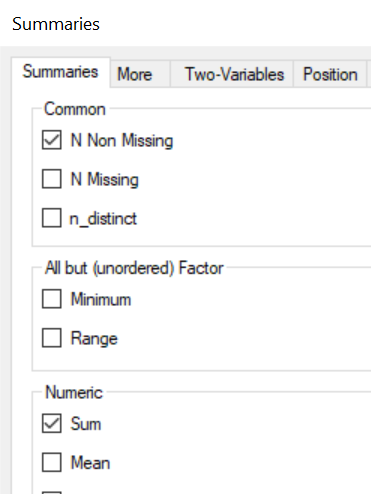 Summaries
Summaries More Two-Variables Position
Common
N Non Missing
N Missing
n_distinct
All but (unordered) Factor
Minimum
Range
Numeric
Sum
Mean